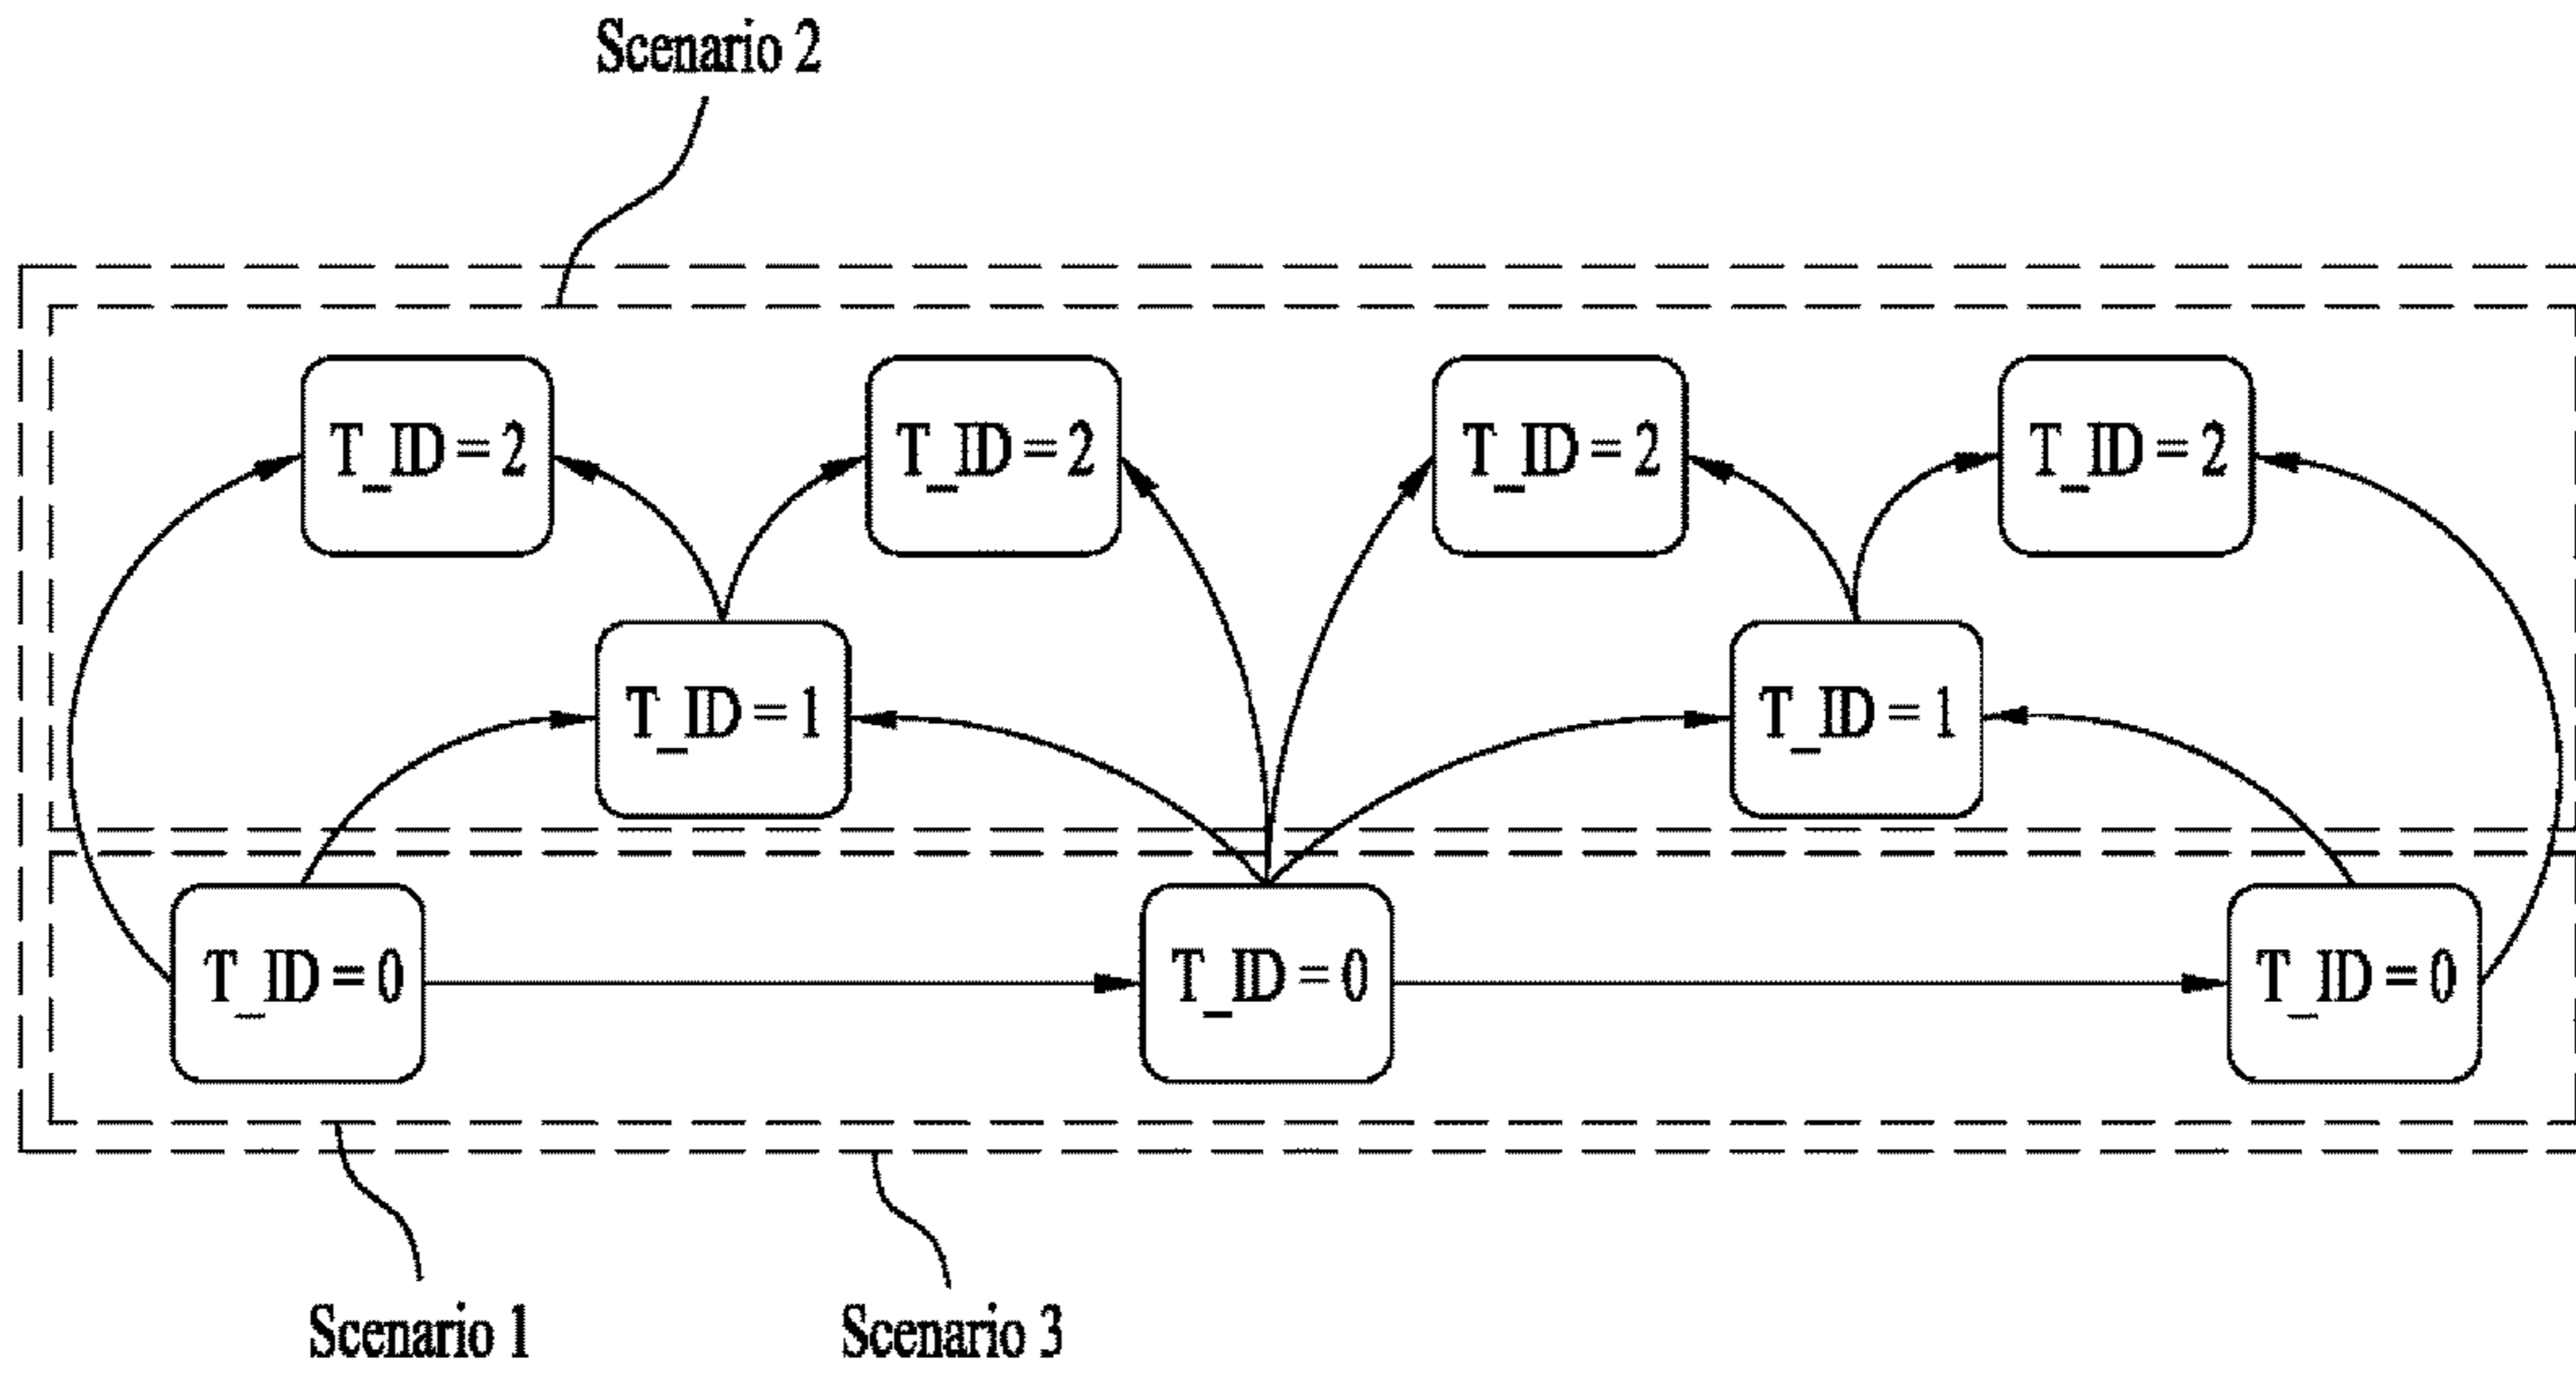 Scenario 2
T_ID = 2
T_ID = 2
T_ID = 2
T_ID = 2
T_ID = 1
T_ID = 1
T_ID = 0
T_ID = 0
T_ID = 0
Scenario 1
Scenario 3